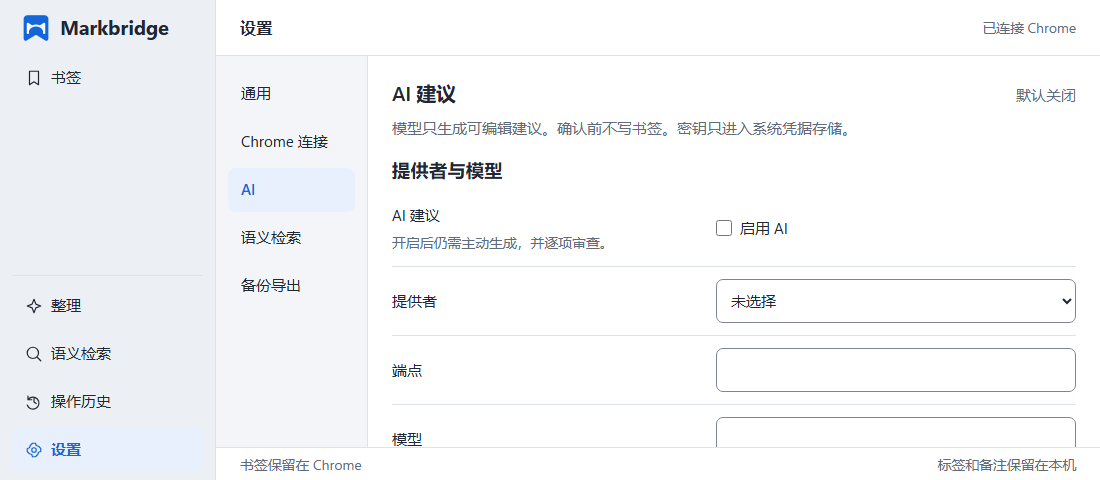 Markbridge
书签
整理
语义检索
操作历史
设置
设置
已连接 Chrome
通用
Chrome 连接
AI
语义检索
备份导出
AI 建议
默认关闭
模型只生成可编辑建议。确认前不写书签。密钥只进入系统凭据存储。
提供者与模型
AI 建议
开启后仍需主动生成，并逐项审查。
启用 AI
提供者
未选择
端点
模型
书签保留在 Chrome
标签和备注保留在本机